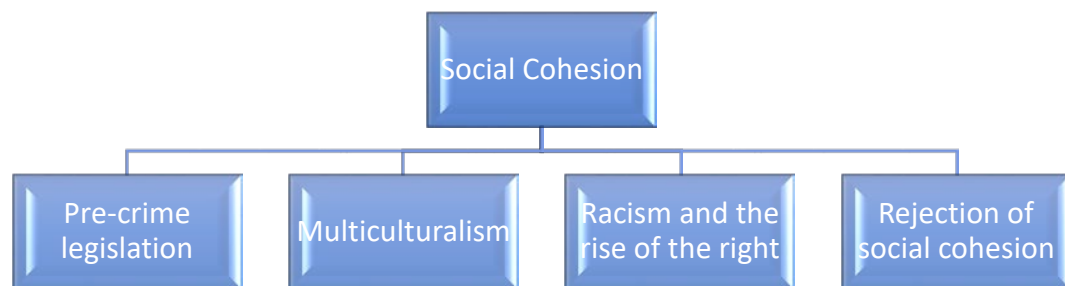 Social Cohesion
Pre-crime
legislation
Multiculturalism
Racism and the
rise of the right
Rejection of
social cohesion